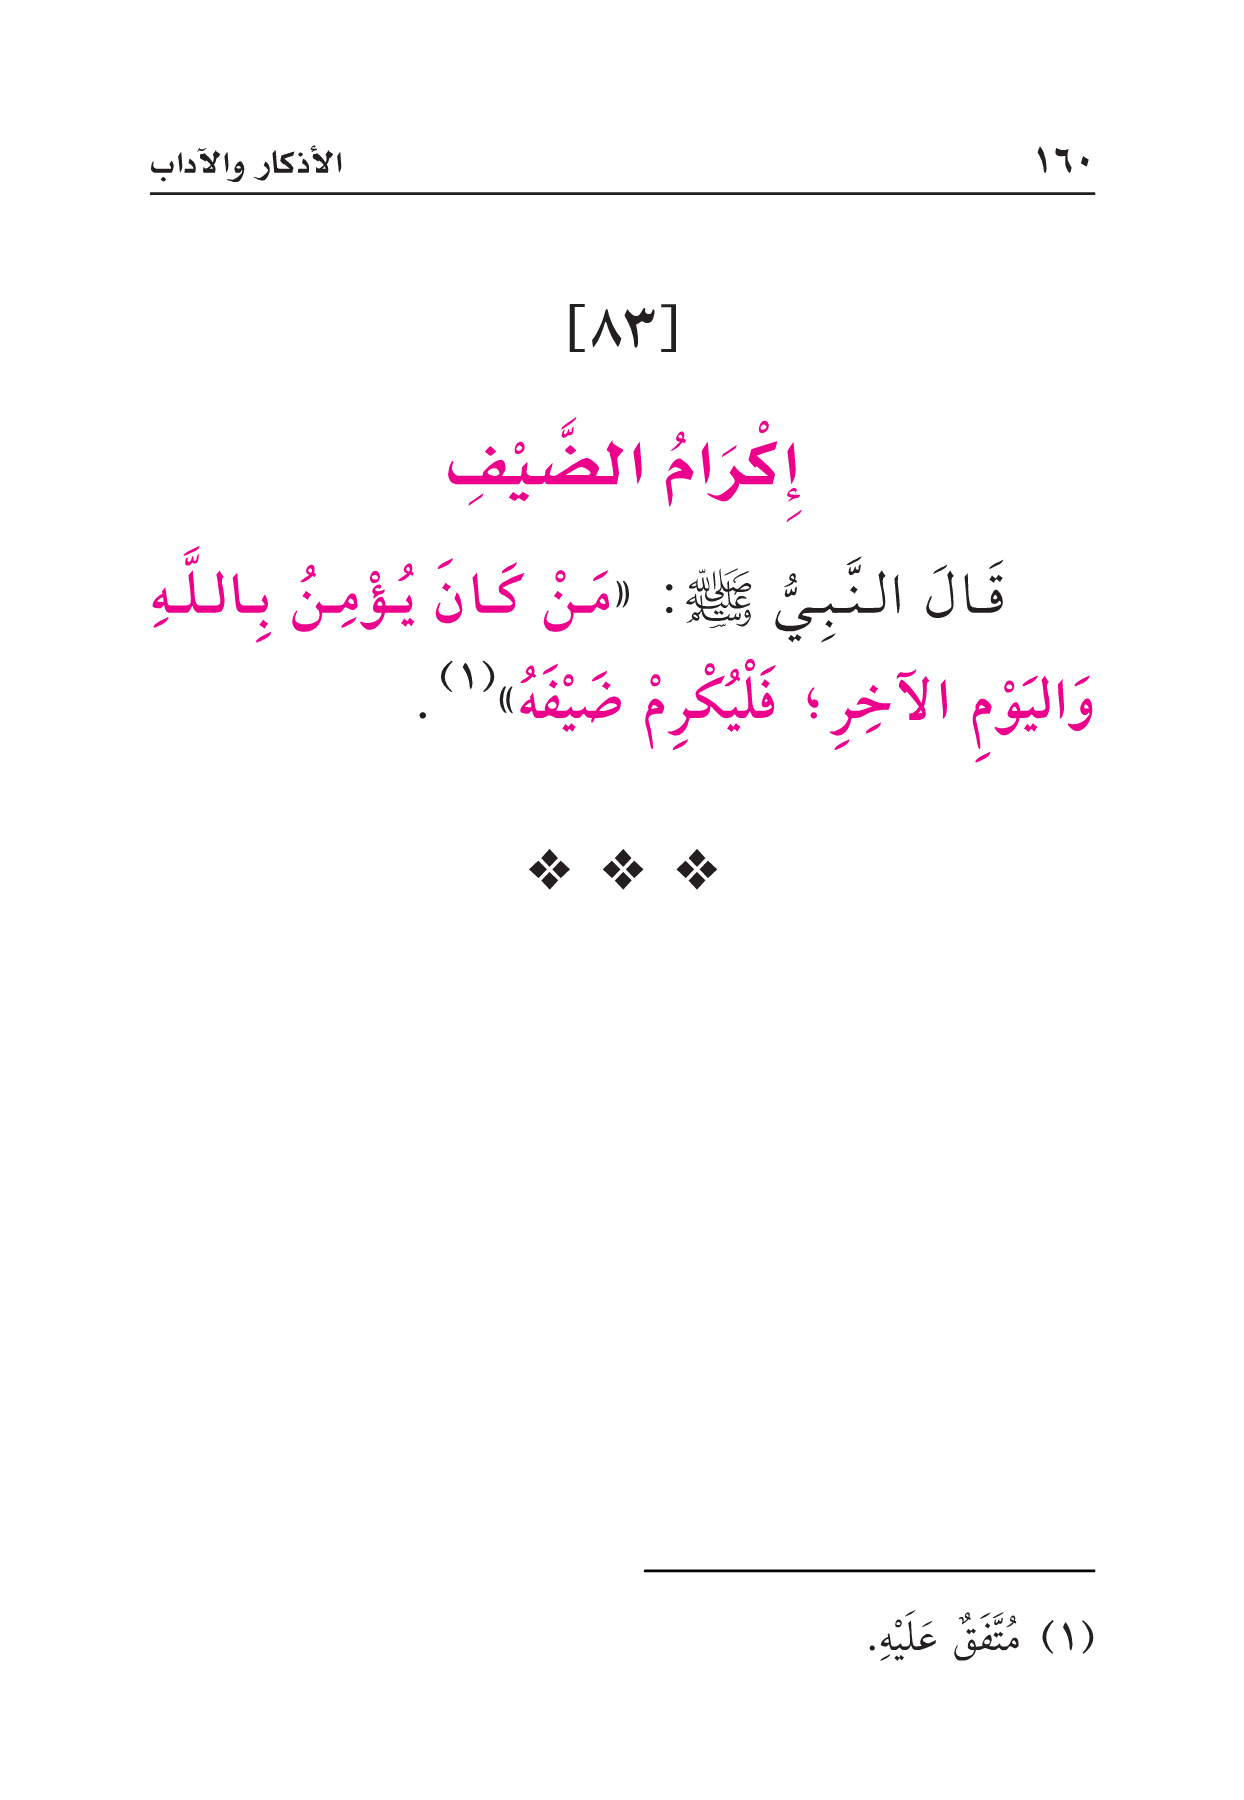 ١٦٠ الأذكار والآداب
[٨٣]
إِكْرَامُ الضَّيْفِ
قَالَ النَّبِيُّ ﷺ: «مَنْ كَانَ يُؤْمِنُ بِاللَّهِ
وَاليَوْمِ الآخِرِ؛ فَلْيُكْرِمْ ضَيْفَهُ»(١).
(١) مُتَّفَقٌ عَلَيْهِ.